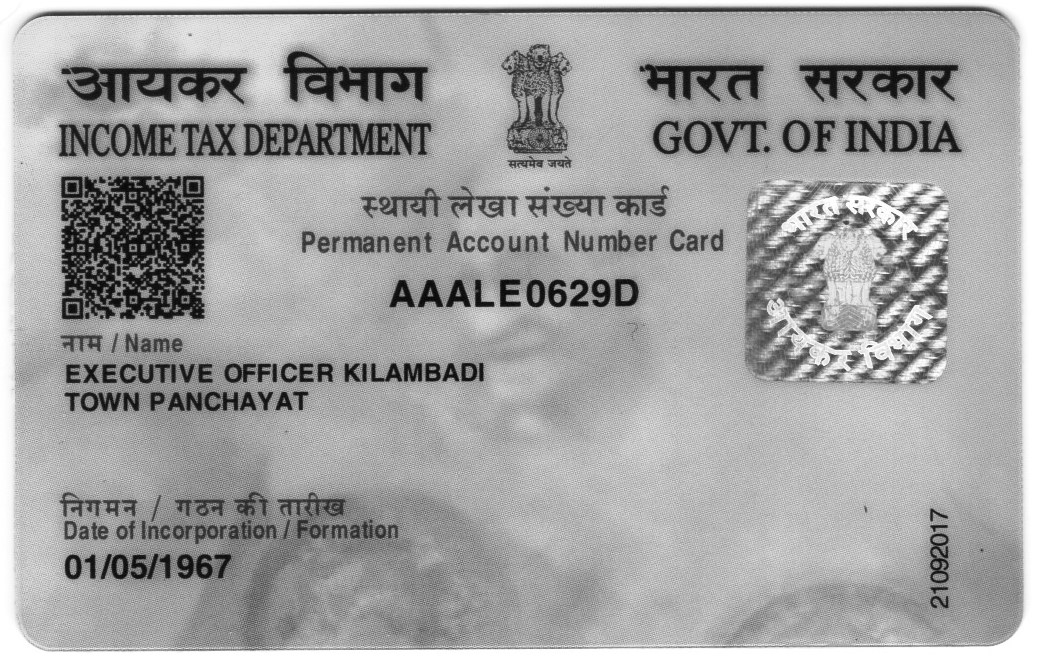 आयकर विभाग
INCOME TAX DEPARTMENT
सत्यमेव जयते
भारत सरकार
GOVT. OF INDIA
स्थायी लेखा संख्या कार्ड
Permanent Account Number Card
AAALE0629D
भारत सरकार
आयकर विभाग
नाम / Name
EXECUTIVE OFFICER KILAMBADI
TOWN PANCHAYAT
निगमन / गठन की तारीख
Date of Incorporation / Formation
01/05/1967
21092017